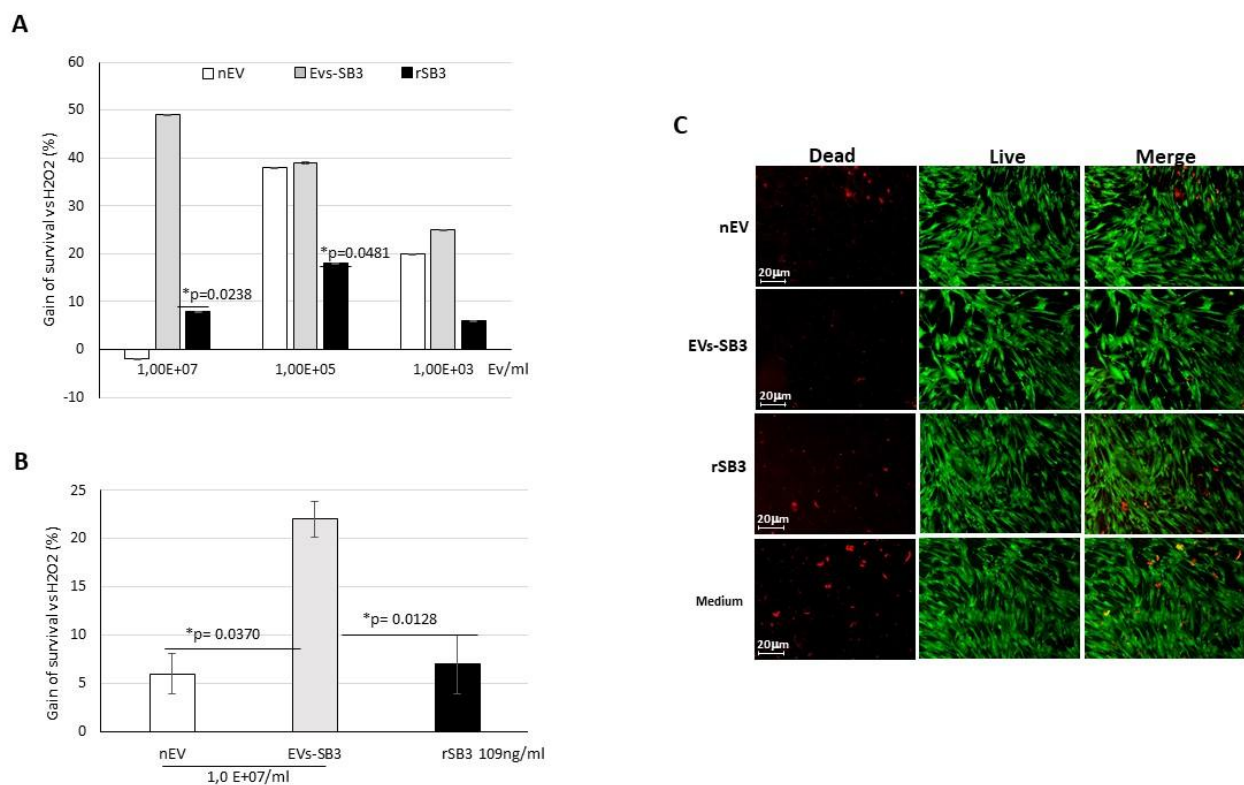 A
60
nEV Evs-SB3 rSB3
50
40
30
20
10
0
-10
Gain of survival vs H2O2 (%)
*p=0.0238
*p=0.0481
1,00E+07 1,00E+05 1,00E+03 Ev/ml
B
25
20
15
10
5
0
Gain of survival vs H2O2 (%)
*p= 0.0370
*p= 0.0128
nEV EVs-SB3 rSB3 109ng/ml
1,0 E+07/ml
C
Dead Live Merge
nEV
20µm
EVs-SB3
20µm
rSB3
20µm
Medium
20µm